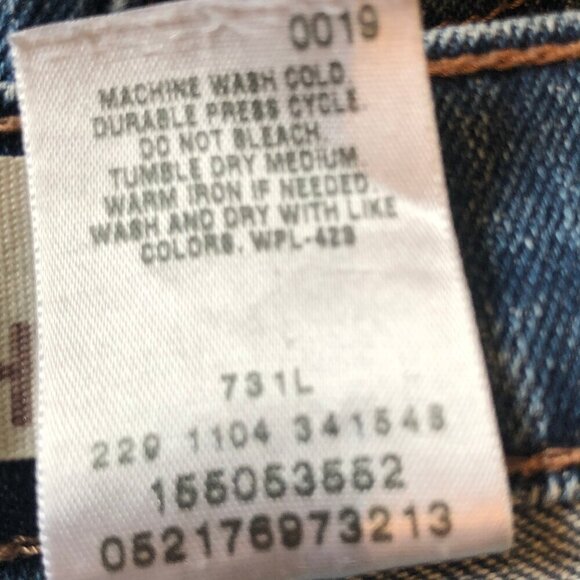 0019
MACHINE WASH COLD.
DURABLE PRESS CYCLE.
DO NOT BLEACH.
TUMBLE DRY MEDIUM.
WARM IRON IF NEEDED.
WASH AND DRY WITH LIKE
COLORS. WPL-423
731L
229 1104 341548
155053552
052176973213